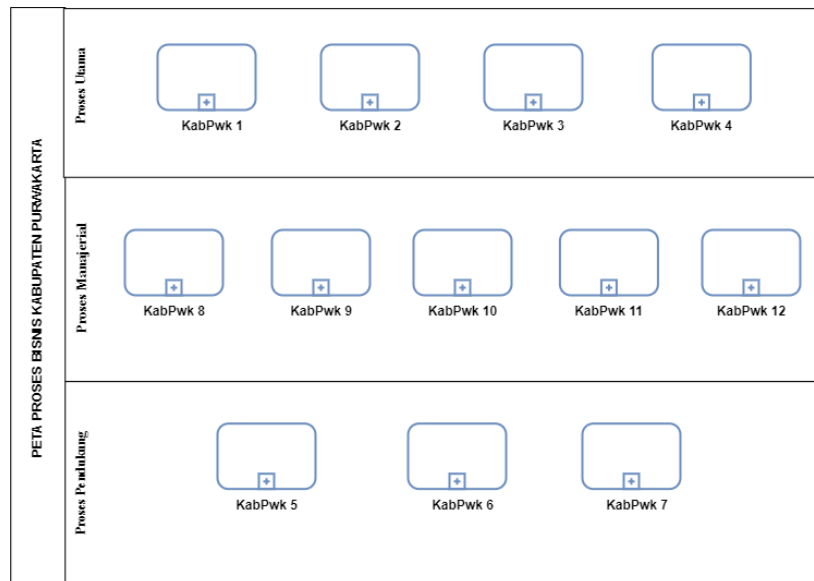 PETA PROSES BISNIS KABUPATEN PURWAKARTA
Proses Utama
KabPwk 1
KabPwk 2
KabPwk 3
KabPwk 4
Proses Manajerial
KabPwk 8
KabPwk 9
KabPwk 10
KabPwk 11
KabPwk 12
Proses Pendukung
KabPwk 5
KabPwk 6
KabPwk 7